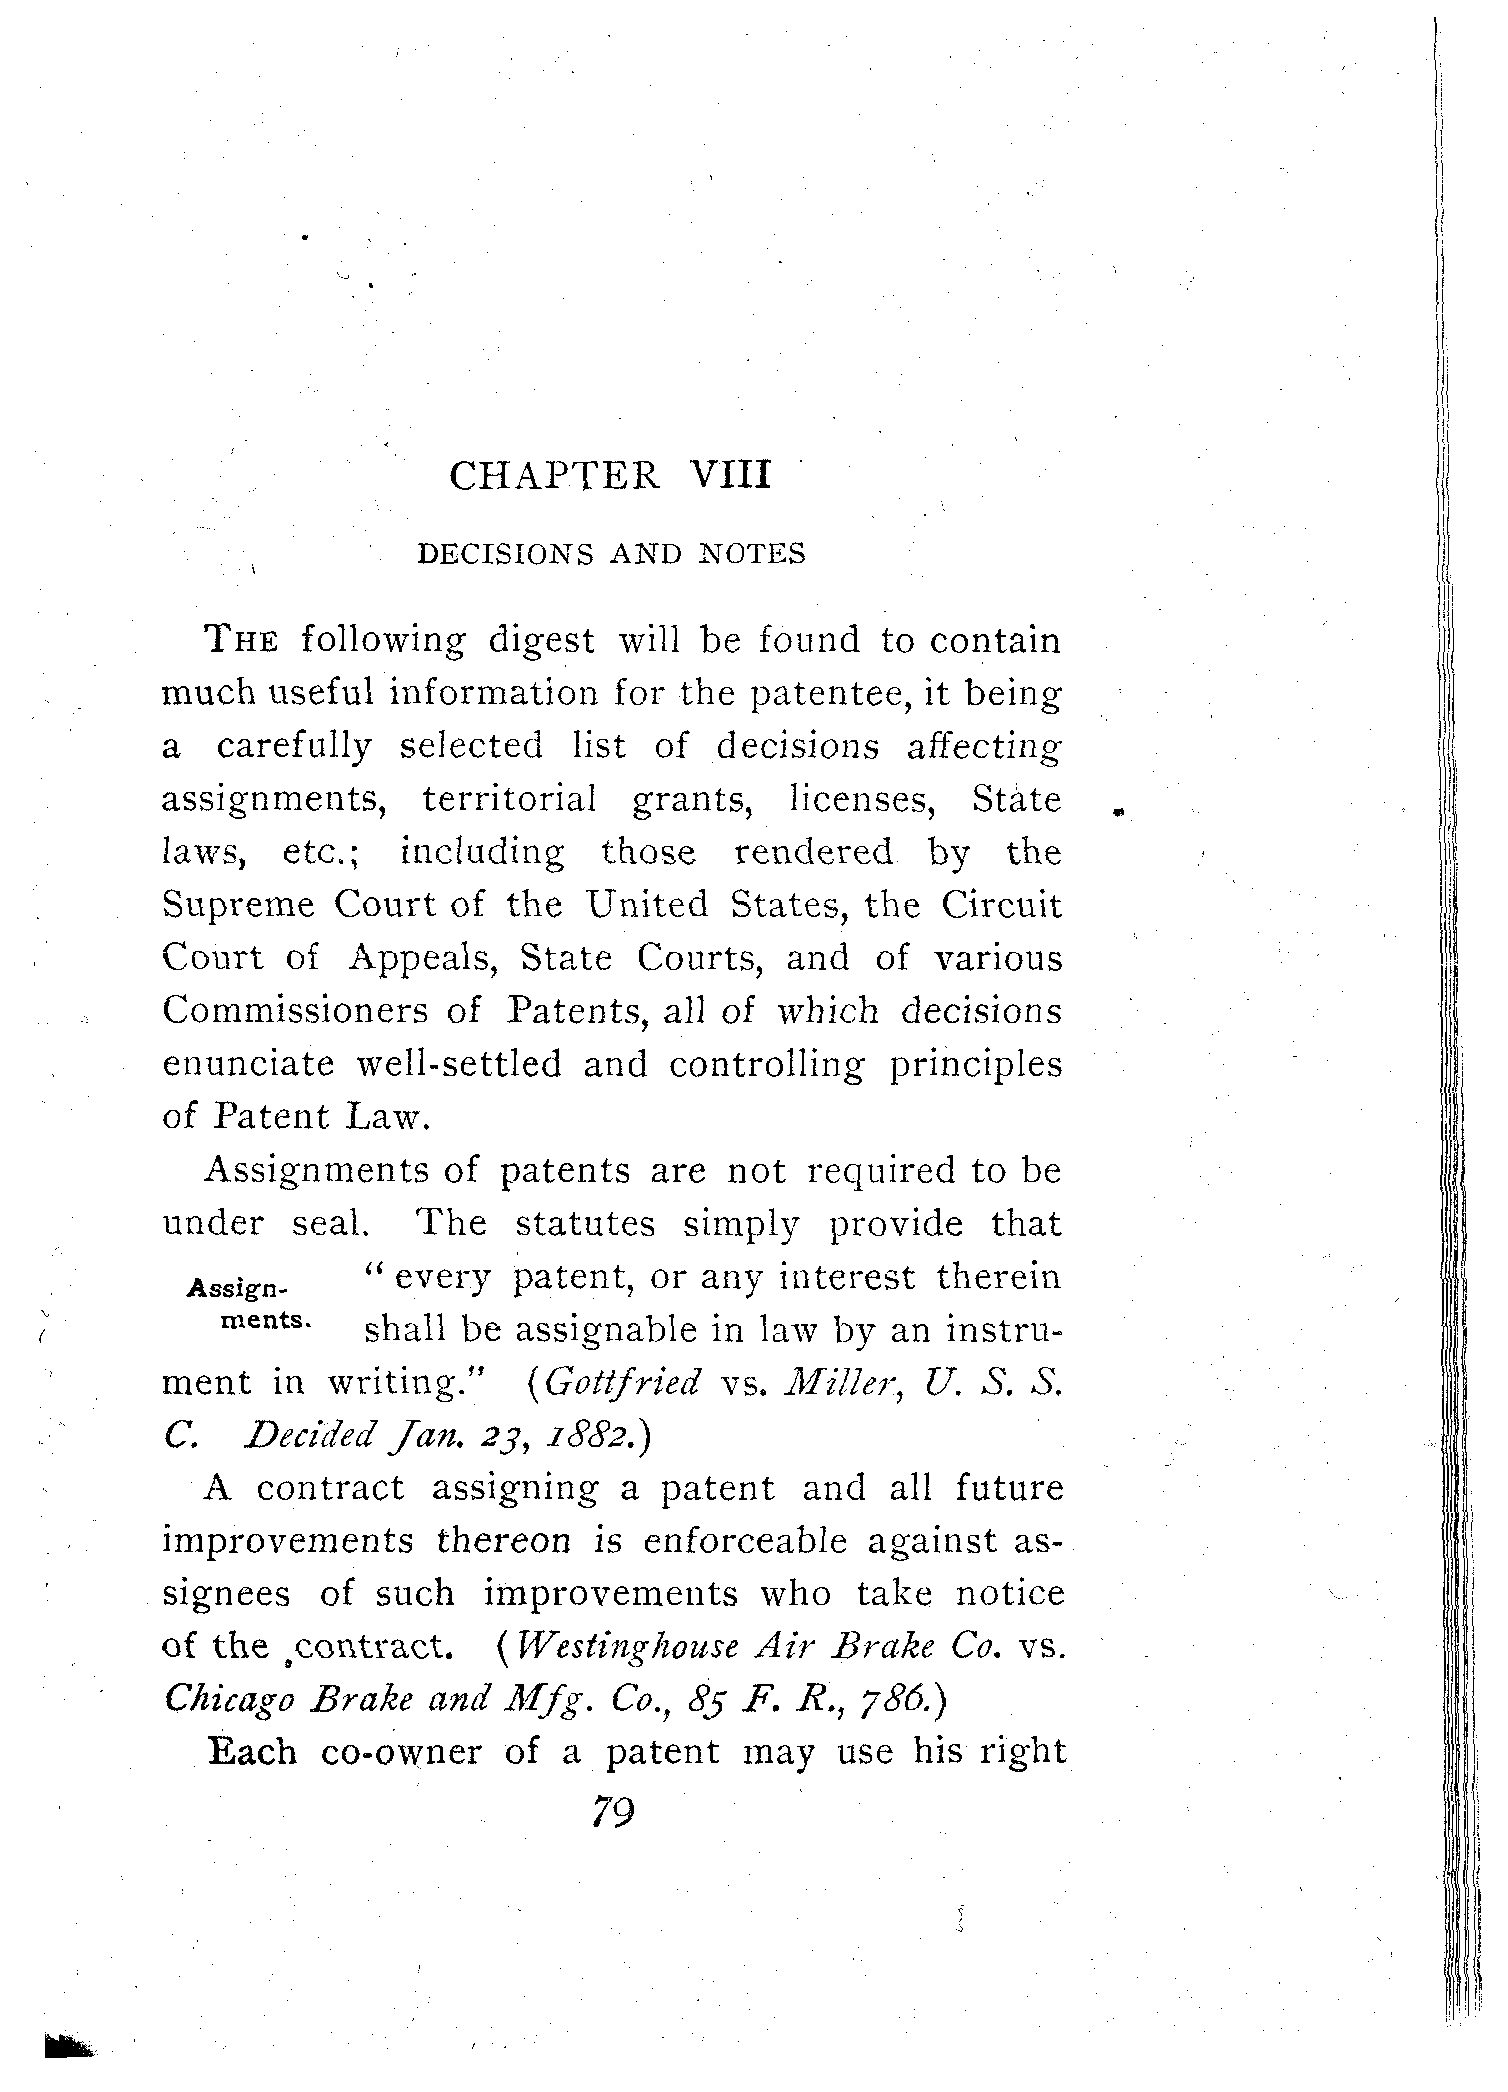 CHAPTER VIII
DECISIONS AND NOTES
THE following digest will be found to contain
much useful information for the patentee, it being
a carefully selected list of decisions affecting
assignments, territorial grants, licenses, State
laws, etc.; including those rendered by the
Supreme Court of the United States, the Circuit
Court of Appeals, State Courts, and of various
Commissioners of Patents, all of which decisions
enunciate well-settled and controlling principles
of Patent Law.
Assignments of patents are not required to be
under seal. The statutes simply provide that
Assign-
ments.
“ every patent, or any interest therein
shall be assignable in law by an instru-
ment in writing.” (Gottfried vs. Miller, U. S. S.
C. Decided Jan. 23, 1882.)
A contract assigning a patent and all future
improvements thereon is enforceable against as-
signees of such improvements who take notice
of the contract. (Westinghouse Air Brake Co. vs.
Chicago Brake and Mfg. Co., 85 F. R., 786.)
Each co-owner of a patent may use his right
79